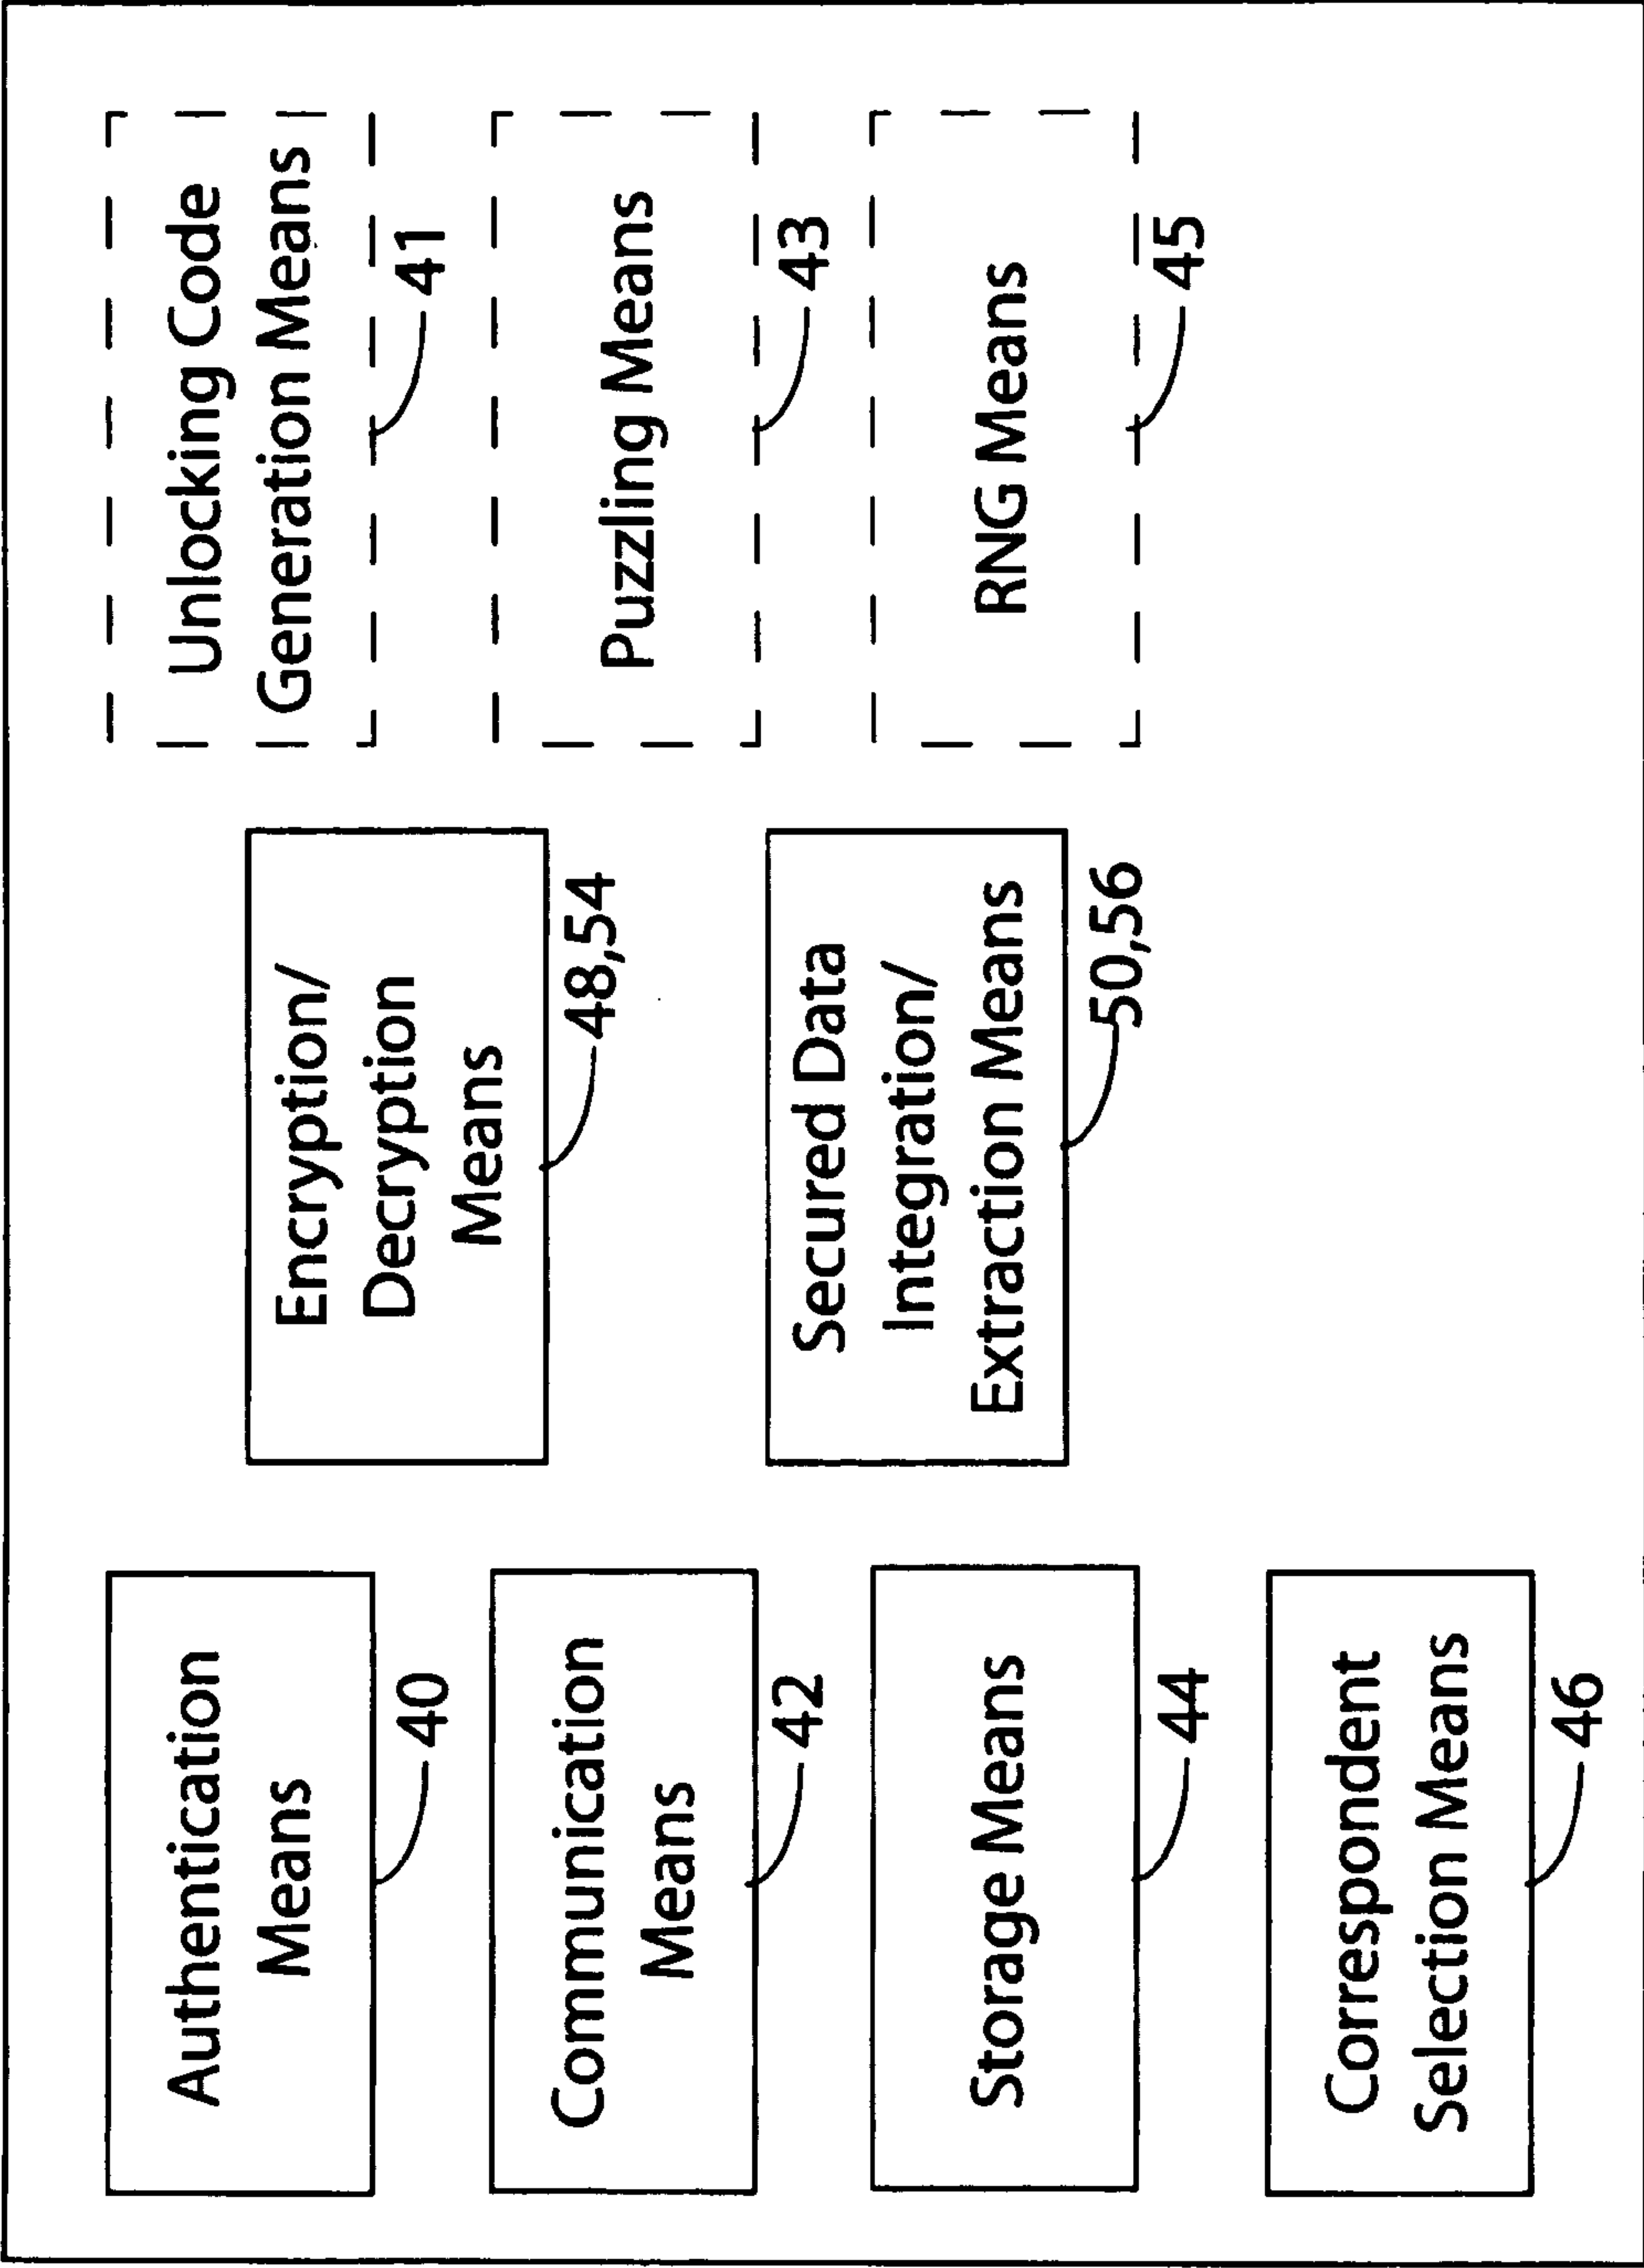 Authentication
Means
40
Communication
Means
42
Storage Means
44
Correspondent
Selection Means
46
Encryption/
Decryption
Means
48,54
Secured Data
Integration/
Extraction Means
50,56
Unlocking Code
Generation Means
41
Puzzling Means
43
RNG Means
45